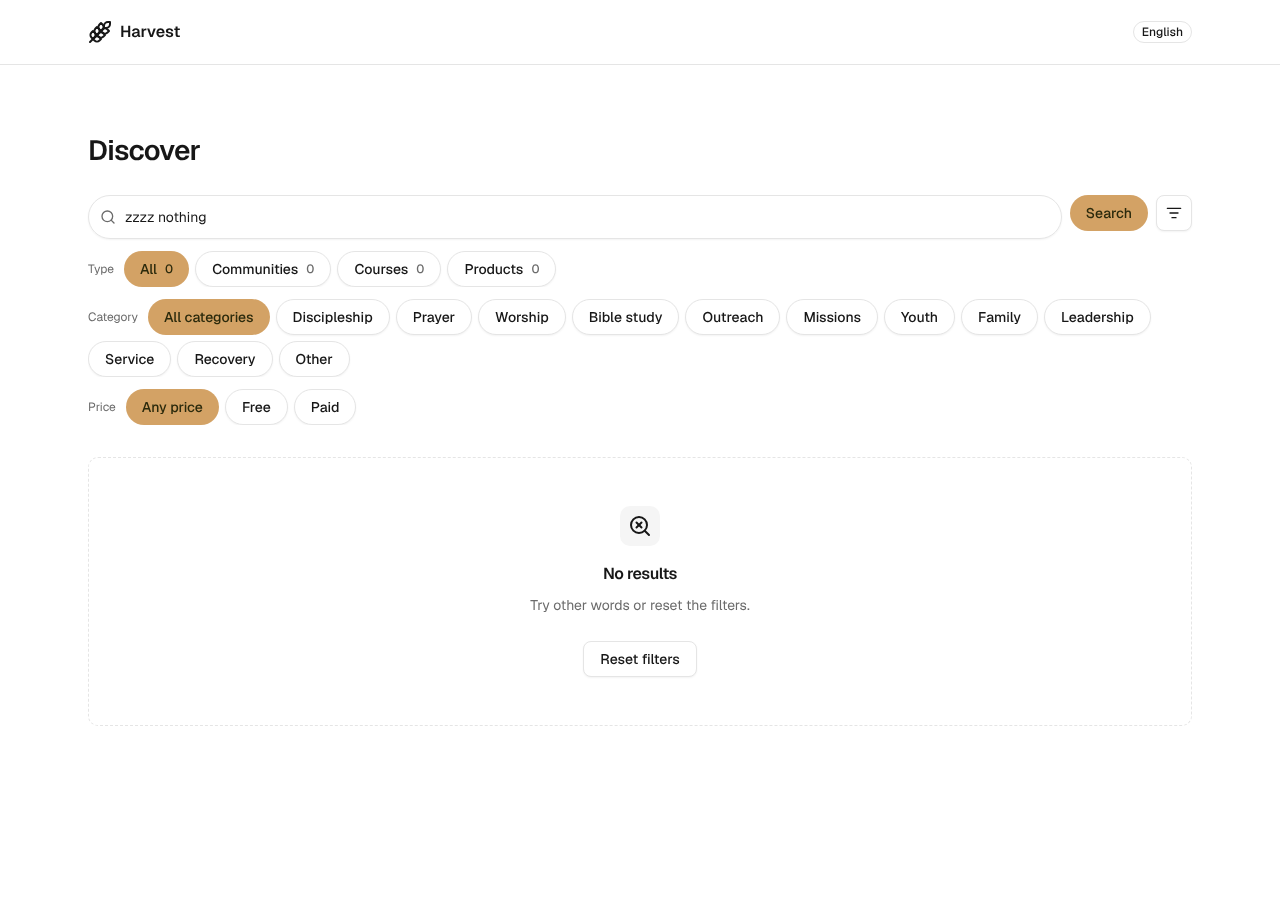 Harvest
English
Discover
zzzz nothing
Search
Type All 0 Communities 0 Courses 0 Products 0
Category All categories Discipleship Prayer Worship Bible study Outreach Missions Youth Family Leadership
Service Recovery Other
Price Any price Free Paid
No results
Try other words or reset the filters.
Reset filters